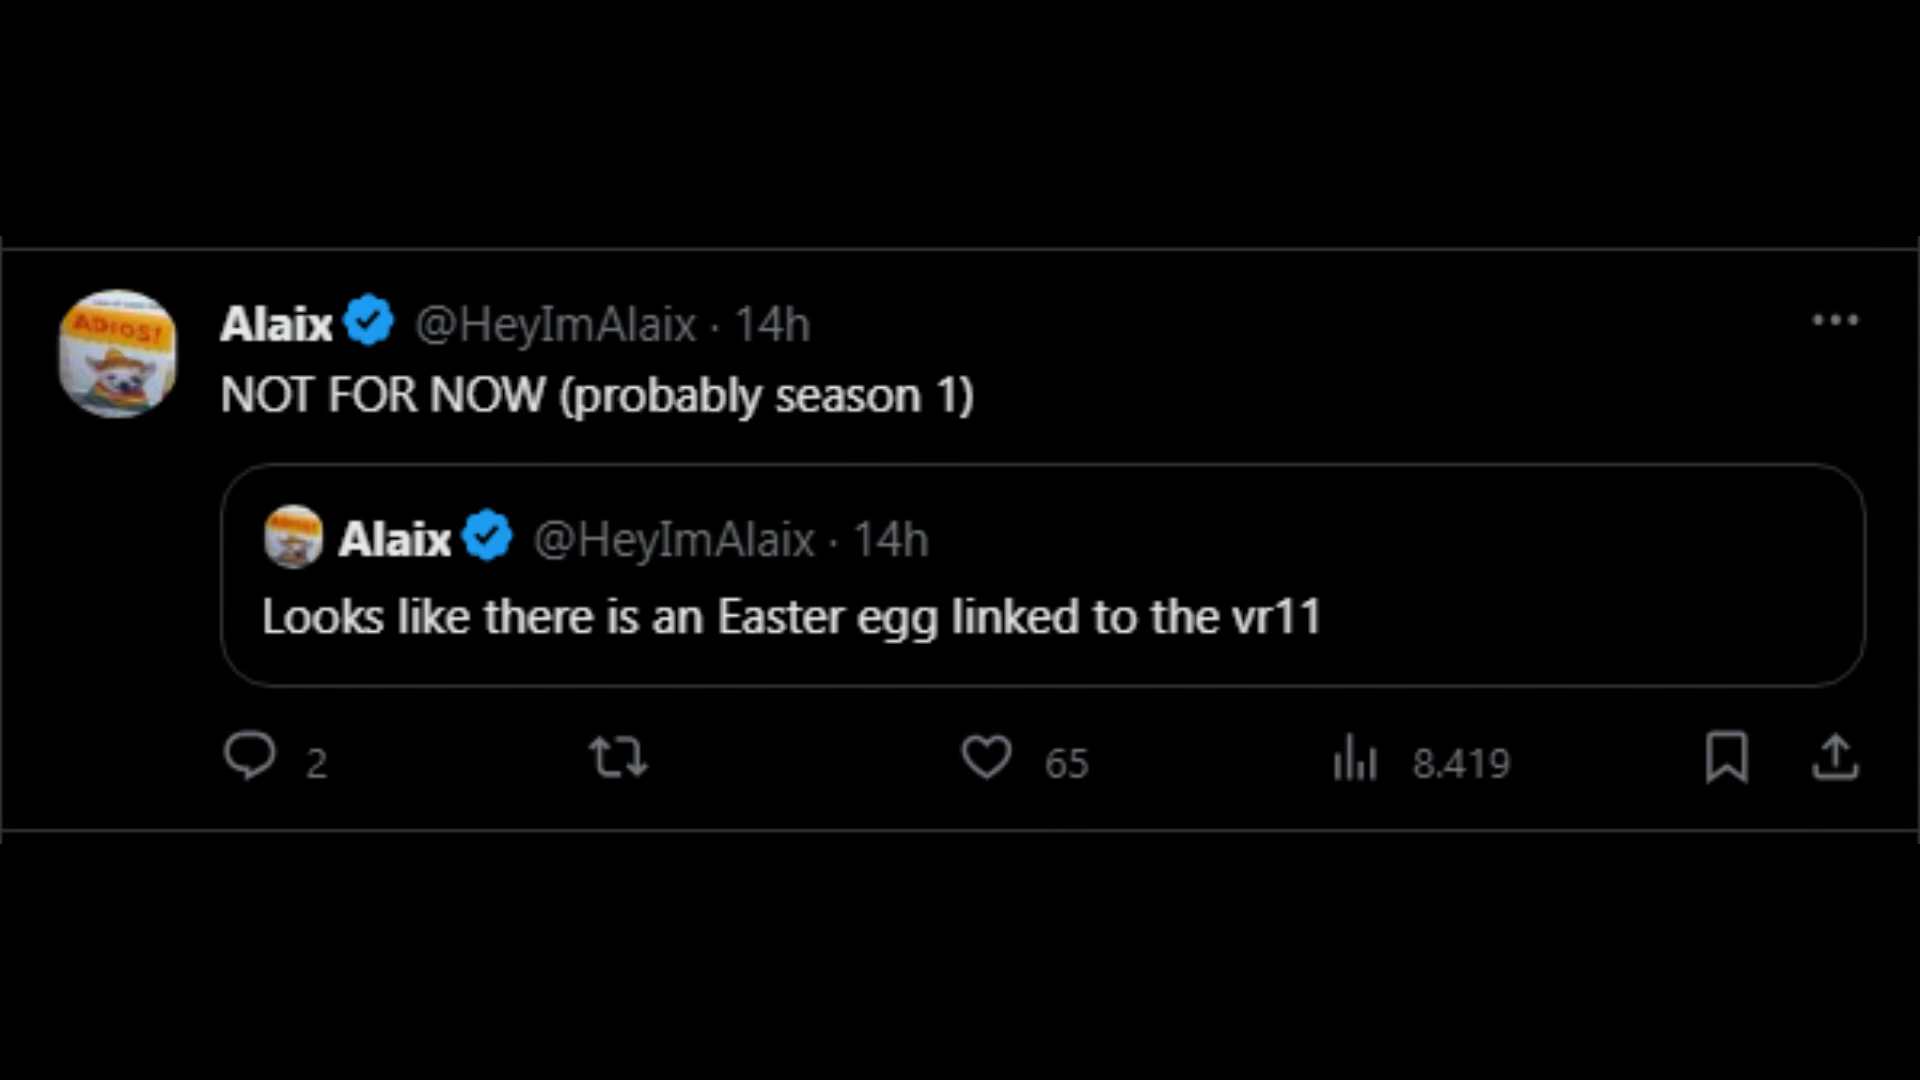 ADIOS!
Alaix @HeyImAlaix · 14h
NOT FOR NOW (probably season 1)
Alaix @HeyImAlaix · 14h
Looks like there is an Easter egg linked to the vr11
2 65 8.419